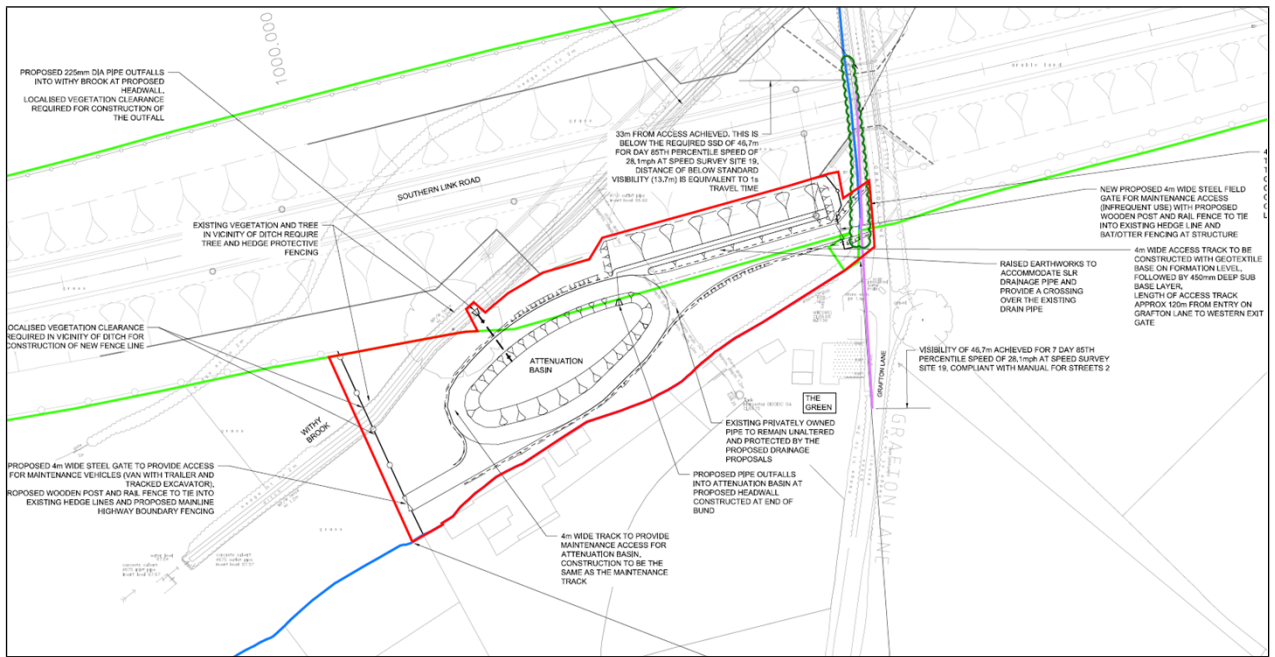 100000
PROPOSED 225mm DIA PIPE OUTFALLS
INTO WITHY BROOK AT PROPOSED
HEADWALL.
LOCALISED VEGETATION CLEARANCE
REQUIRED FOR CONSTRUCTION OF
THE OUTFALL
33m FROM ACCESS ACHIEVED. THIS IS
BELOW THE REQUIRED SSD OF 46,7m
FOR DAY 85TH PERCENTILE SPEED OF
28,1mph AT SPEED SURVEY SITE 19,
DISTANCE OF BELOW STANDARD
VISIBILITY (13.7m) IS EQUIVALENT TO 1s
TRAVEL TIME
SOUTHERN LINK ROAD
NEW PROPOSED 4m WIDE STEEL FIELD
GATE FOR MAINTENANCE ACCESS
(INFREQUENT USE) WITH PROPOSED
WOODEN POST AND RAIL FENCE TO TIE
INTO EXISTING HEDGE LINE AND
BAT/OTTER FENCING AT STRUCTURE
EXISTING VEGETATION AND TREE
IN VICINITY OF DITCH REQUIRE
TREE AND HEDGE PROTECTIVE
FENCING
RAISED EARTHWORKS TO
ACCOMMODATE SLR
DRAINAGE PIPE AND
PROVIDE A CROSSING
OVER THE EXISTING
DRAIN PIPE
4m WIDE ACCESS TRACK TO BE
CONSTRUCTED WITH GEOTEXTILE
BASE ON FORMATION LEVEL,
FOLLOWED BY 450mm DEEP SUB
BASE LAYER.
LENGTH OF ACCESS TRACK
APPROX 120m FROM ENTRY ON
GRAFTON LANE TO WESTERN EXIT
GATE
LOCALISED VEGETATION CLEARANCE
REQUIRED IN VICINITY OF DITCH FOR
CONSTRUCTION OF NEW FENCE LINE
ATTENUATION
BASIN
VISIBILITY OF 46,7m ACHIEVED FOR 7 DAY 85TH
PERCENTILE SPEED OF 28,1mph AT SPEED SURVEY
SITE 19, COMPLIANT WITH MANUAL FOR STREETS 2
GRAFTON LANE
THE
GREEN
WITHY
BROOK
GRAFTON LANE
EXISTING PRIVATELY OWNED
PIPE TO REMAIN UNALTERED
AND PROTECTED BY THE
PROPOSED DRAINAGE
PROPOSALS
PROPOSED 4m WIDE STEEL GATE TO PROVIDE ACCESS
FOR MAINTENANCE VEHICLES (VAN WITH TRAILER AND
TRACKED EXCAVATOR),
ROPOSED WOODEN POST AND RAIL FENCE TO TIE INTO
EXISTING HEDGE LINES AND PROPOSED MAINLINE
HIGHWAY BOUNDARY FENCING
PROPOSED PIPE OUTFALLS
INTO ATTENUATION BASIN AT
PROPOSED HEADWALL
CONSTRUCTED AT END OF
BUND
4m WIDE TRACK TO PROVIDE
MAINTENANCE ACCESS FOR
ATTENUATION BASIN,
CONSTRUCTION TO BE THE
SAME AS THE MAINTENANCE
TRACK